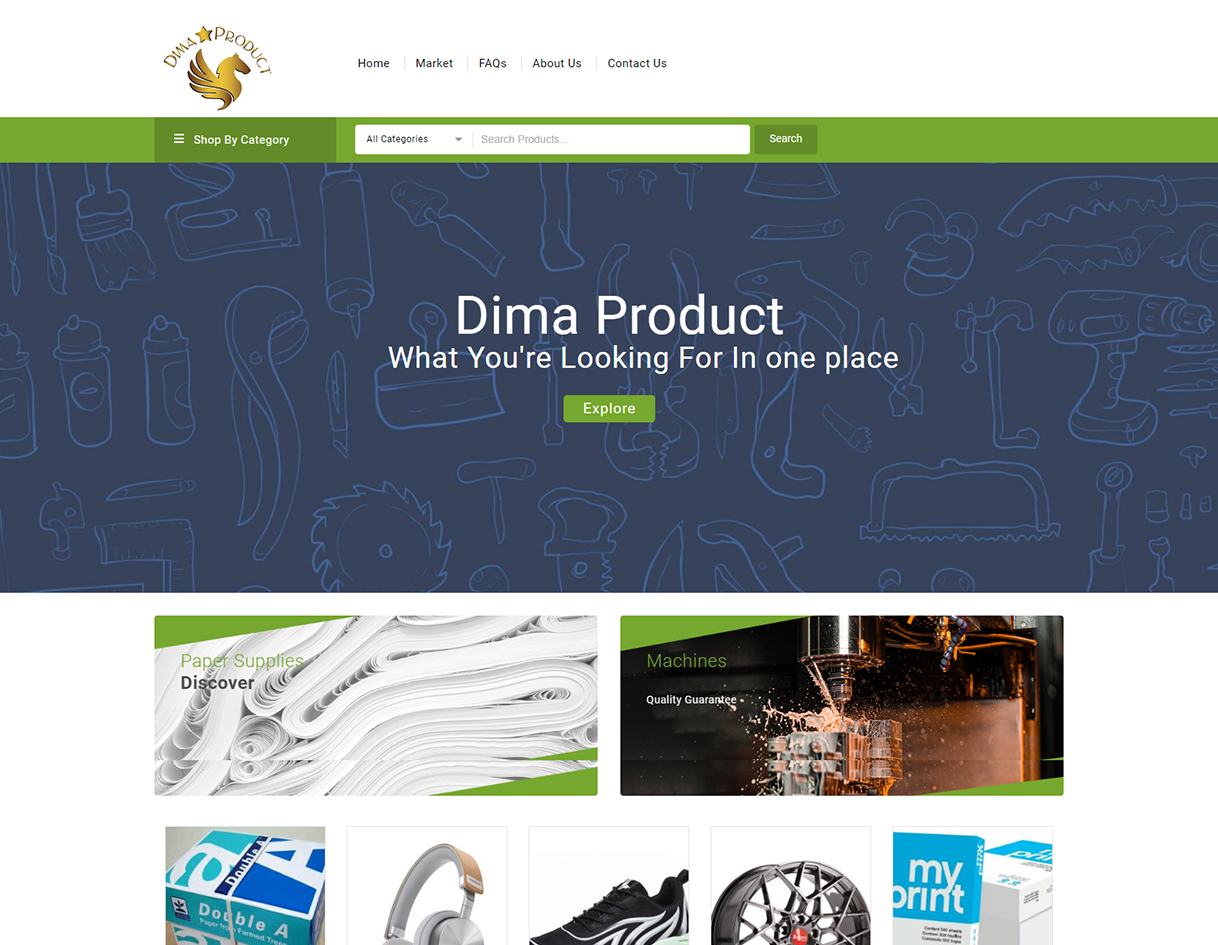 DIMA PRODUCT
Home
Market
FAQs
About Us
Contact Us
Shop By Category
All Categories
Search Products...
Search
Dima Product
What You're Looking For In one place
Explore
Paper Supplies
Discover
Machines
Quality Guarantee
a A
Double A
Double A
Paper from Farmed Trees
my
print